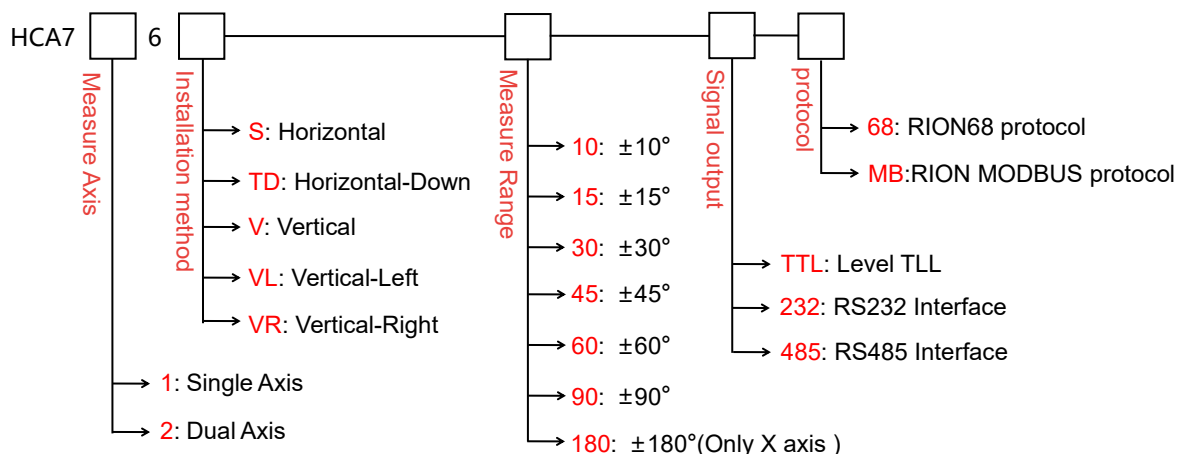 HCA7 6
Measure Axis
Installation method
Measure Range
Signal output
protocol
S: Horizontal
TD: Horizontal-Down
V: Vertical
VL: Vertical-Left
VR: Vertical-Right
1: Single Axis
2: Dual Axis
10: ±10°
15: ±15°
30: ±30°
45: ±45°
60: ±60°
90: ±90°
180: ±180°(Only X axis )
TTL: Level TLL
232: RS232 Interface
485: RS485 Interface
68: RION68 protocol
MB:RION MODBUS protocol